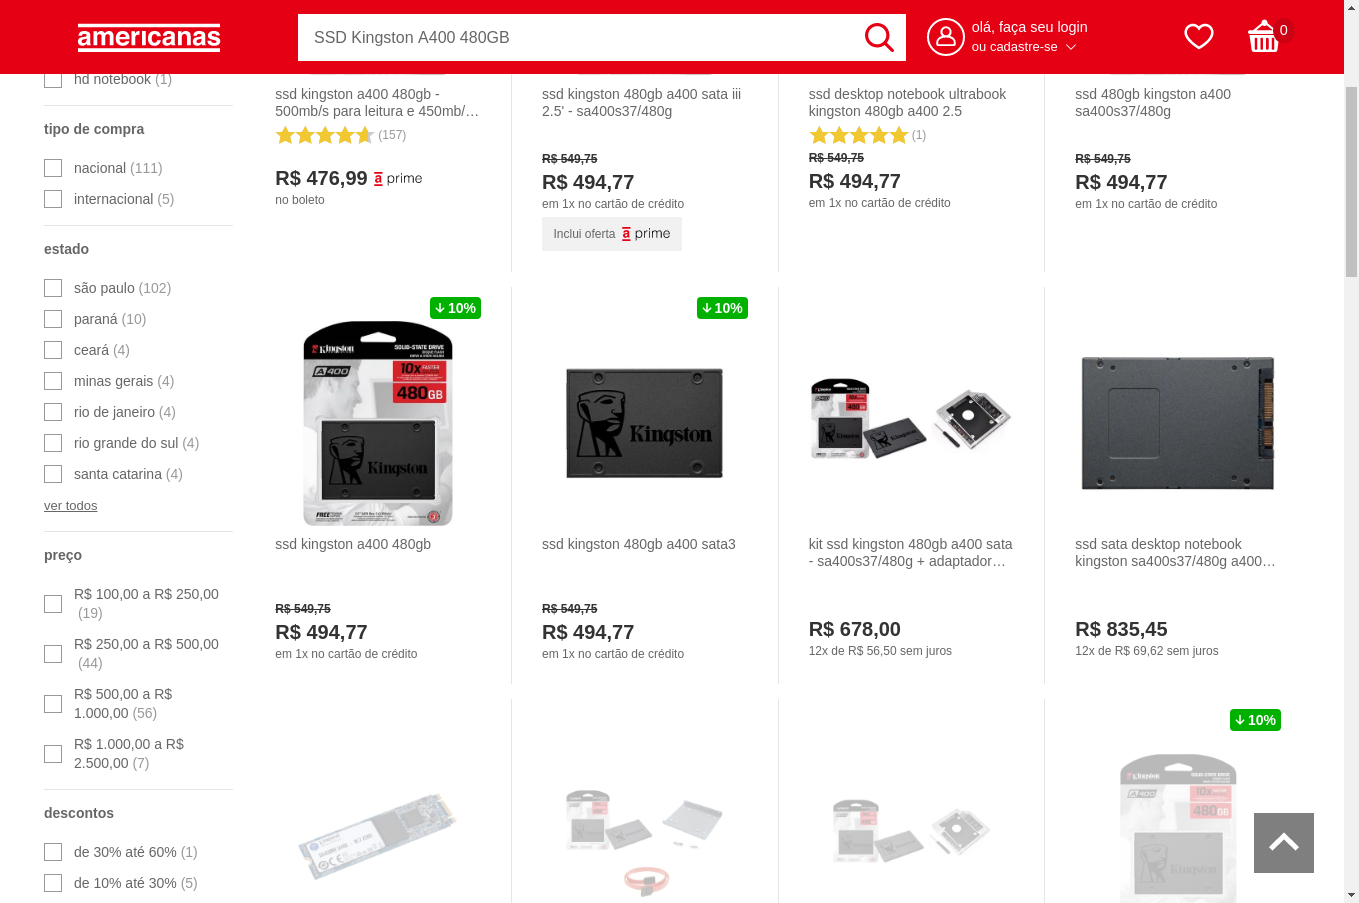 americanas
SSD Kingston A400 480GB
olá, faça seu login
ou cadastre-se
0
hd notebook (1)
tipo de compra
nacional (111)
internacional (5)
estado
são paulo (102)
paraná (10)
ceará (4)
minas gerais (4)
rio de janeiro (4)
rio grande do sul (4)
santa catarina (4)
ver todos
preço
R$ 100,00 a R$ 250,00
(19)
R$ 250,00 a R$ 500,00
(44)
R$ 500,00 a R$
1.000,00 (56)
R$ 1.000,00 a R$
2.500,00 (7)
descontos
de 30% até 60% (1)
de 10% até 30% (5)
ssd kingston a400 480gb -
500mb/s para leitura e 450mb/…
(157)
R$ 476,99 a prime
no boleto
ssd kingston 480gb a400 sata iii
2.5' - sa400s37/480g
R$ 549,75
R$ 494,77
em 1x no cartão de crédito
Inclui oferta a prime
ssd desktop notebook ultrabook
kingston 480gb a400 2.5
(1)
R$ 549,75
R$ 494,77
em 1x no cartão de crédito
ssd 480gb kingston a400
sa400s37/480g
R$ 549,75
R$ 494,77
em 1x no cartão de crédito
10%
Kingston
SOLID-STATE DRIVE
A400
10x FASTER
480GB
Kingston
FREE
ssd kingston a400 480gb
R$ 549,75
R$ 494,77
em 1x no cartão de crédito
10%
Kingston
ssd kingston 480gb a400 sata3
R$ 549,75
R$ 494,77
em 1x no cartão de crédito
kit ssd kingston 480gb a400 sata
- sa400s37/480g + adaptador…
R$ 678,00
12x de R$ 56,50 sem juros
ssd sata desktop notebook
kingston sa400s37/480g a400…
R$ 835,45
12x de R$ 69,62 sem juros
10%
Kingston
A400
10x
480GB
Kingston